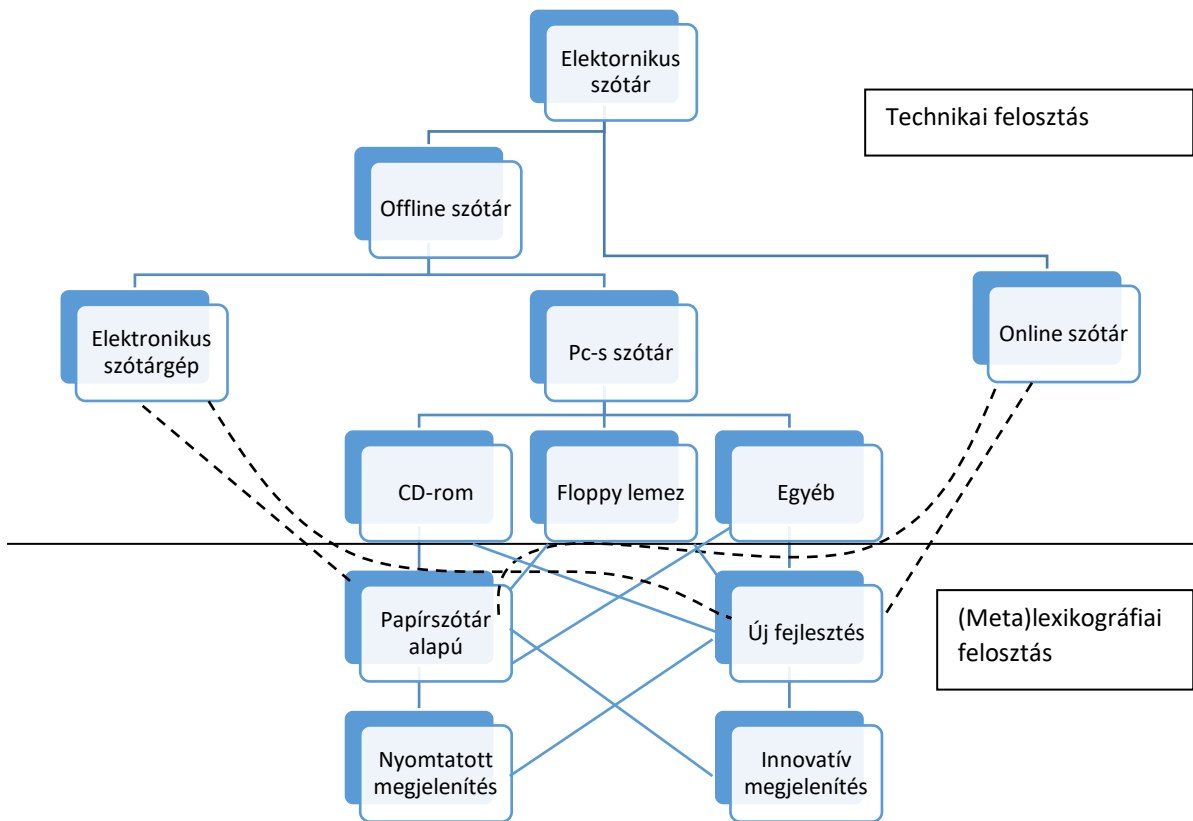 Elektornikus
szótár
Technikai felosztás
Offline szótár
Elektronikus
szótárgép
Pc-s szótár
Online szótár
CD-rom
Floppy lemez
Egyéb
Papírszótár
alapú
Új fejlesztés
(Meta)lexikográfiai
felosztás
Nyomtatott
megjelenítés
Innovatív
megjelenítés